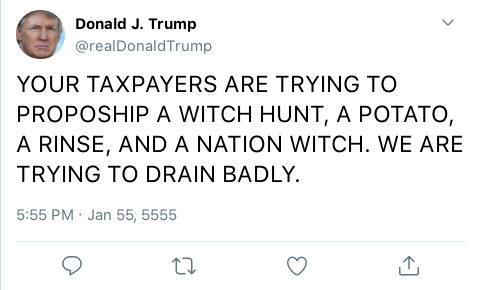 Donald J. Trump
@realDonaldTrump
YOUR TAXPAYERS ARE TRYING TO
PROPOSHIP A WITCH HUNT, A POTATO,
A RINSE, AND A NATION WITCH. WE ARE
TRYING TO DRAIN BADLY.
5:55 PM · Jan 55, 5555